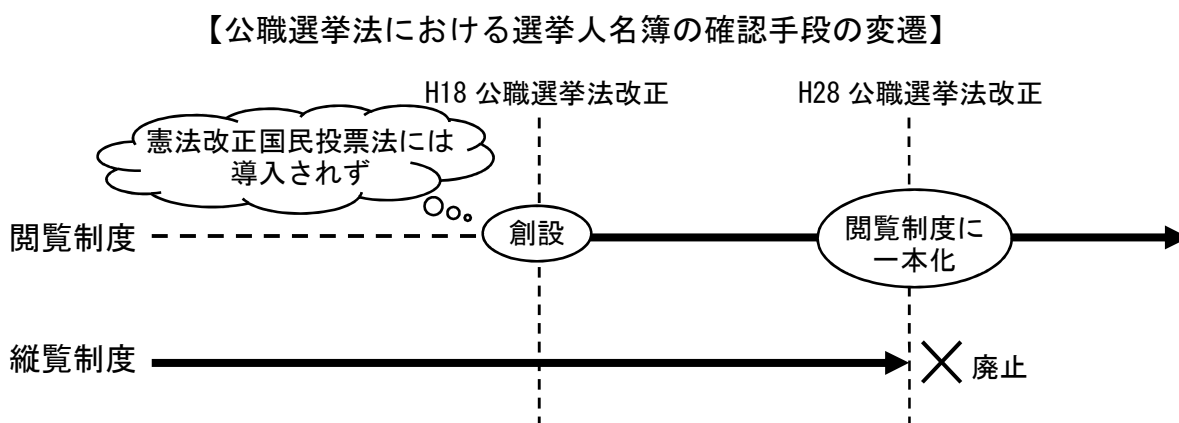 【公職選挙法における選挙人名簿の確認手段の変遷】
H18 公職選挙法改正
H28 公職選挙法改正
憲法改正国民投票法には
導入されず
閲覧制度
創設
閲覧制度に
一本化
縦覧制度
廃止